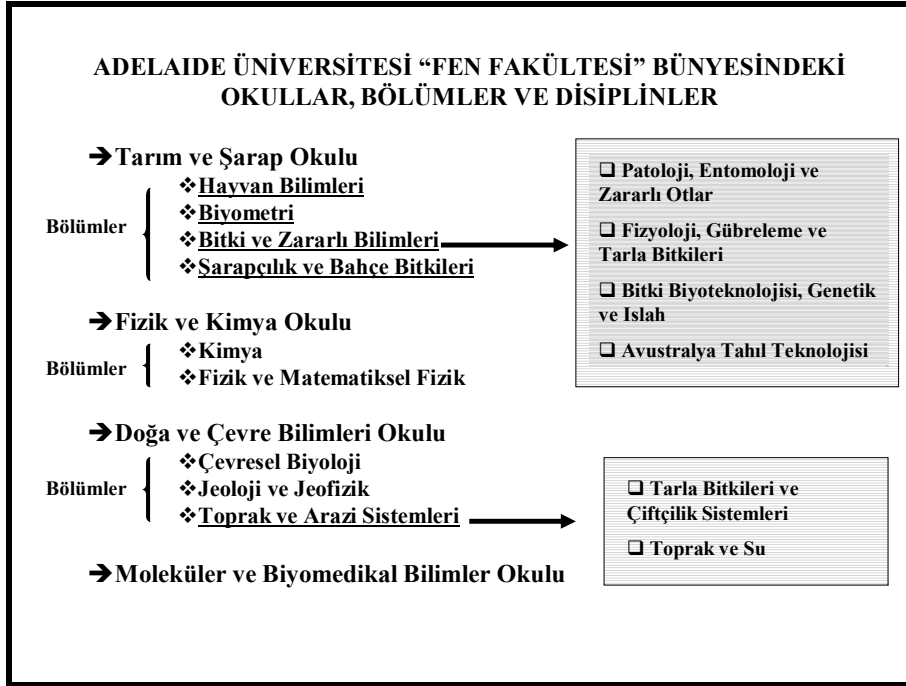 ADELAIDE ÜNİVERSİTESİ “FEN FAKÜLTESİ” BÜNYESİNDEKİ
OKULLAR, BÖLÜMLER VE DİSİPLİNLER
➔Tarım ve Şarap Okulu
Bölümler
❖Hayvan Bilimleri
❖Biyometri
❖Bitki ve Zararlı Bilimleri
❖Şarapçılık ve Bahçe Bitkileri
❑ Patoloji, Entomoloji ve
Zararlı Otlar
❑ Fizyoloji, Gübreleme ve
Tarla Bitkileri
❑ Bitki Biyoteknolojisi, Genetik
ve Islah
❑ Avustralya Tahıl Teknolojisi
➔Fizik ve Kimya Okulu
Bölümler
❖Kimya
❖Fizik ve Matematiksel Fizik
➔Doğa ve Çevre Bilimleri Okulu
Bölümler
❖Çevresel Biyoloji
❖Jeoloji ve Jeofizik
❖Toprak ve Arazi Sistemleri
❑ Tarla Bitkileri ve
Çiftçilik Sistemleri
❑ Toprak ve Su
➔Moleküler ve Biyomedikal Bilimler Okulu